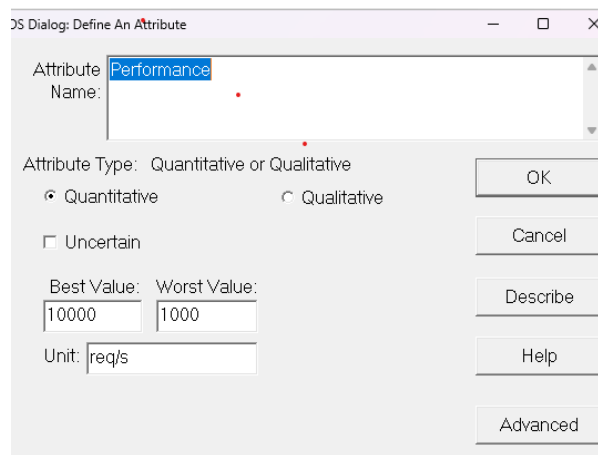 DS Dialog: Define An Attribute
Attribute Performance
Name:
Attribute Type: Quantitative or Qualitative
Quantitative Qualitative
OK
Uncertain
Cancel
Best Value: Worst Value:
10000 1000
Describe
Unit: req/s
Help
Advanced